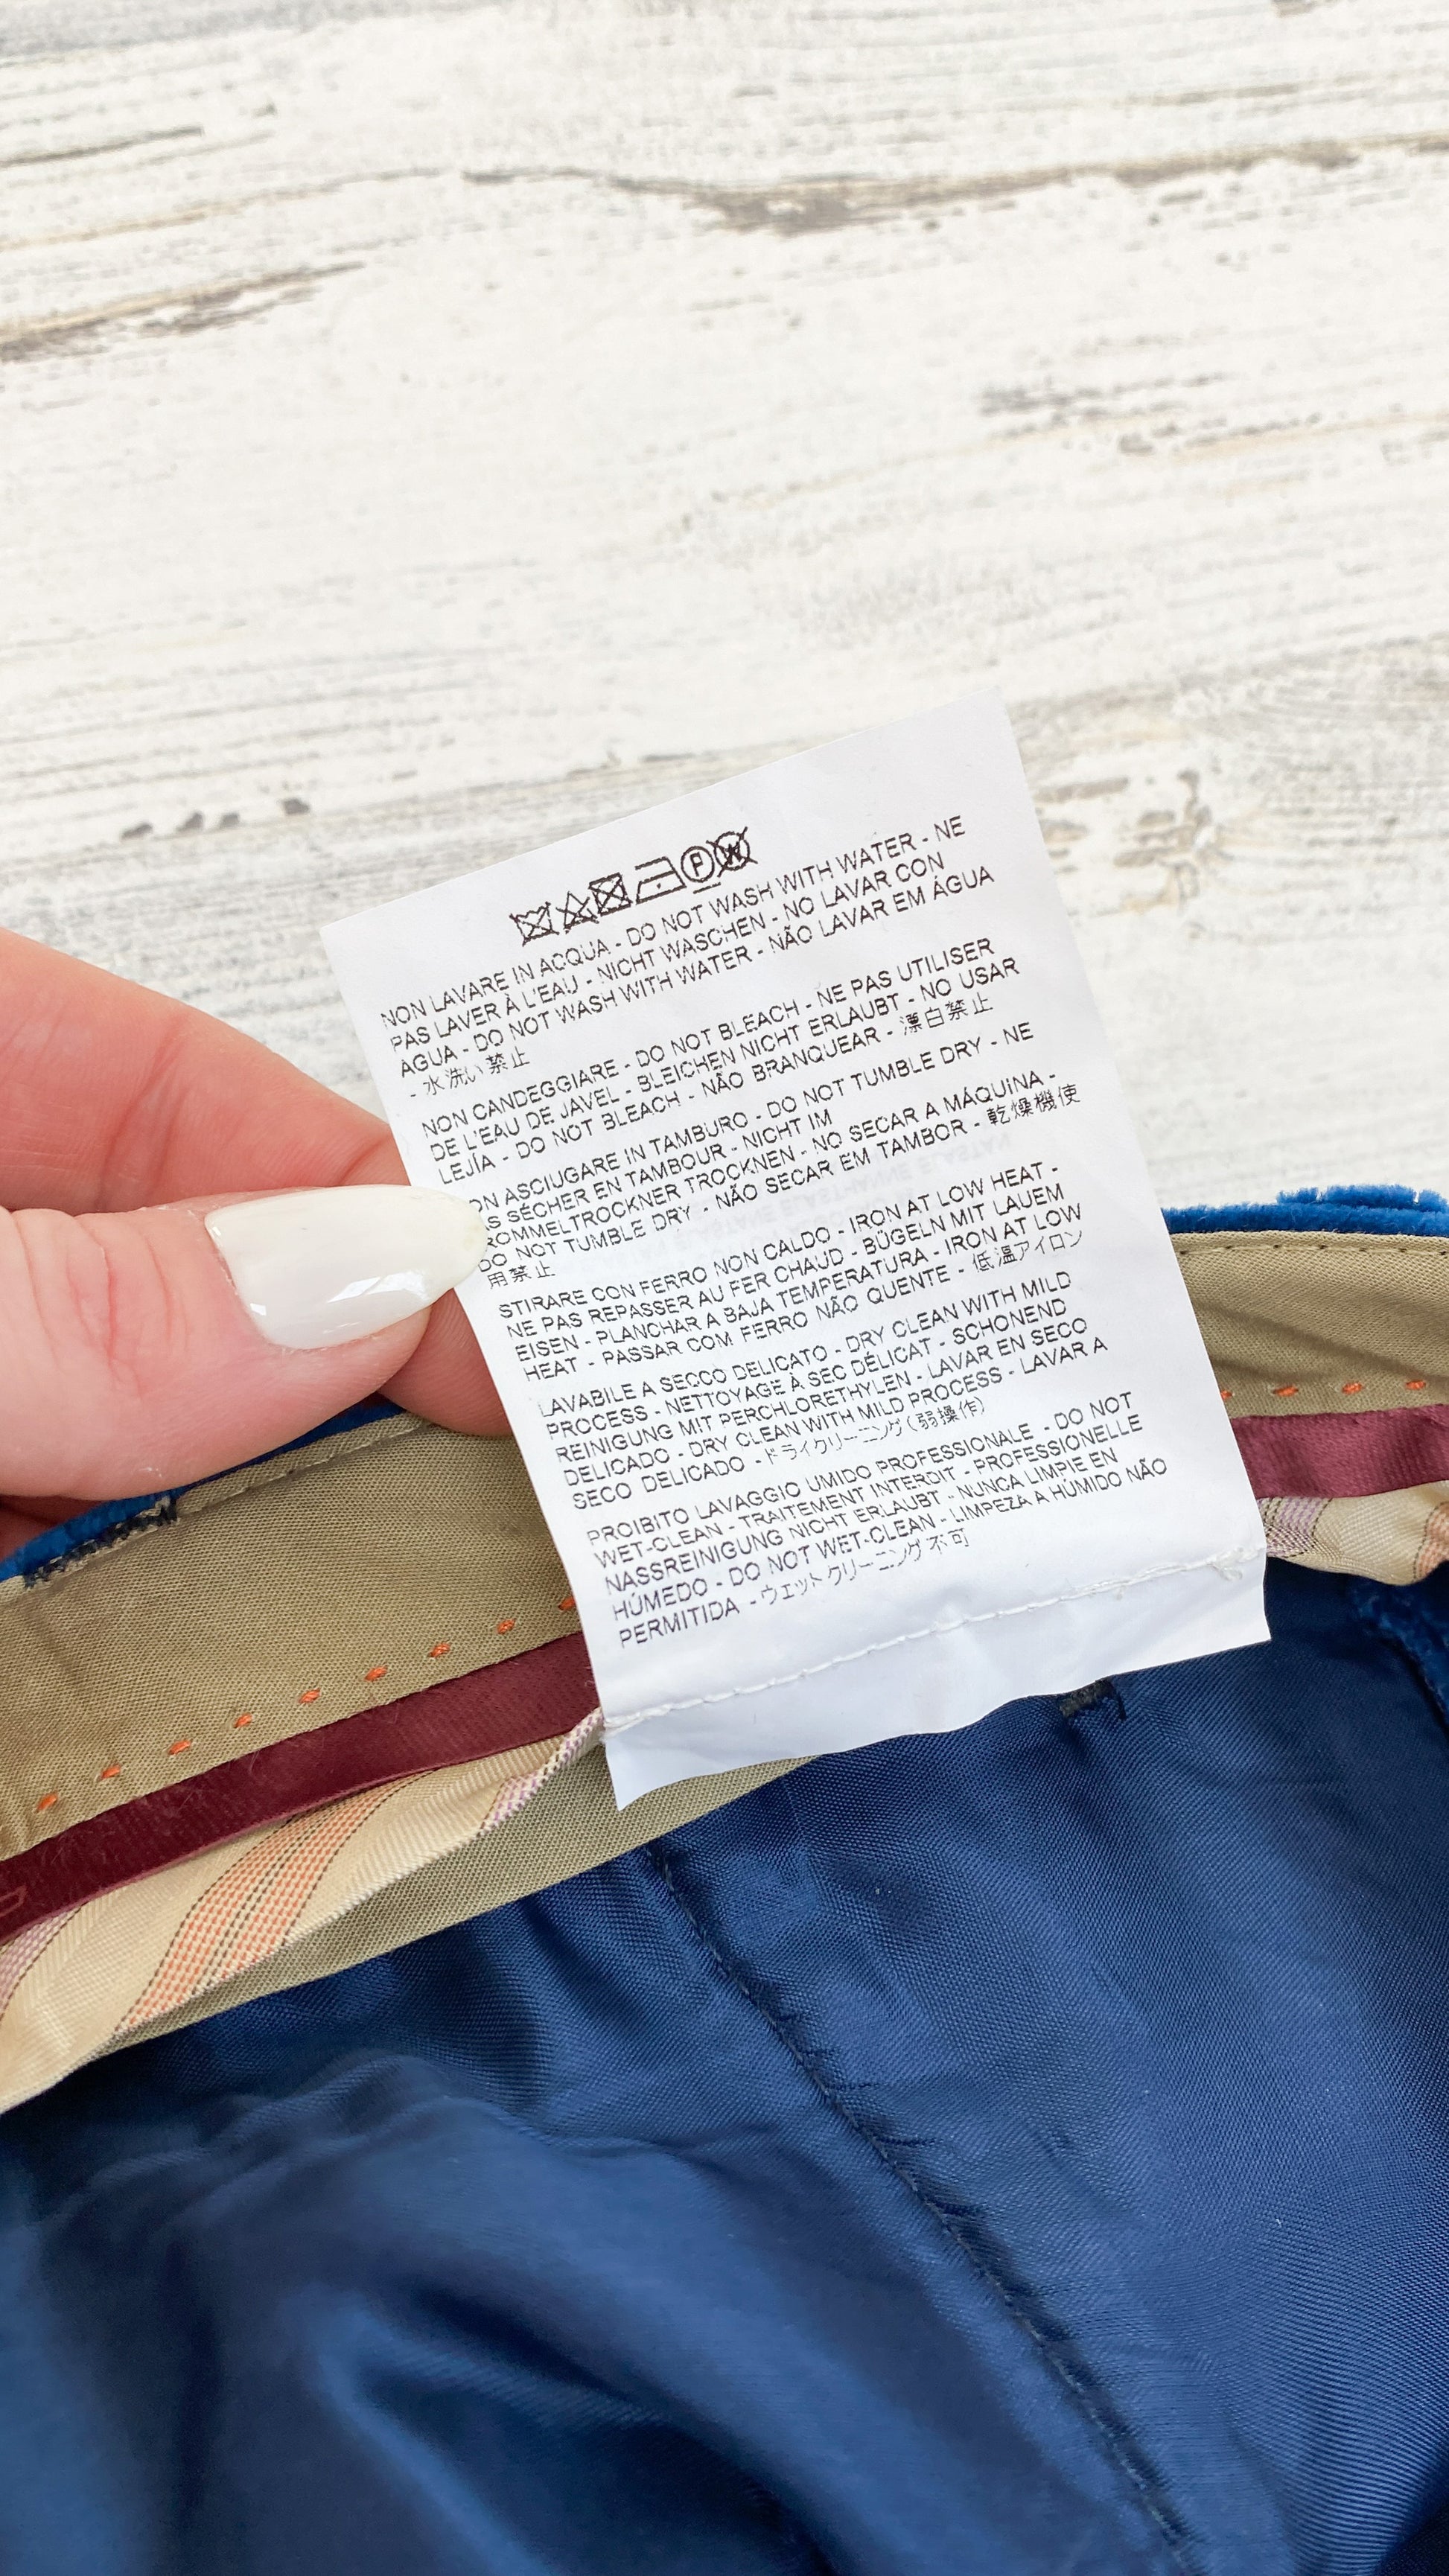 P W
NON LAVARE IN ACQUA - DO NOT WASH WITH WATER - NE
PAS LAVER À L'EAU - NICHT WASCHEN - NO LAVAR CON
AGUA - DO NOT WASH WITH WATER - NÃO LAVAR EM ÁGUA
- 水洗い禁止
NON CANDEGGIARE - DO NOT BLEACH - NE PAS UTILISER
DE L'EAU DE JAVEL - BLEICHEN NICHT ERLAUBT - NO USAR
LEJÍA - DO NOT BLEACH - NÃO BRANQUEAR - 漂白禁止
ON ASCIUGARE IN TAMBURO - DO NOT TUMBLE DRY - NE
AS SÉCHER EN TAMBOUR - NICHT IM
ROMMELTROCKNER TROCKNEN - NO SECAR A MÁQUINA -
DO NOT TUMBLE DRY - NÃO SECAR EM TAMBOR - 乾燥機使
用禁止
STIRARE CON FERRO NON CALDO - IRON AT LOW HEAT -
NE PAS REPASSER AU FER CHAUD - BÜGELN MIT LAUEM
EISEN - PLANCHAR A BAJA TEMPERATURA - IRON AT LOW
HEAT - PASSAR COM FERRO NÃO QUENTE - 低温アイロン
LAVABILE A SECCO DELICATO - DRY CLEAN WITH MILD
PROCESS - NETTOYAGE À SEC DÉLICAT - SCHONEND
REINIGUNG MIT PERCHLORETHYLEN - LAVAR EN SECO
DELICADO - DRY CLEAN WITH MILD PROCESS - LAVAR A
SECO DELICADO - ドライクリーニング(弱操作)
PROIBITO LAVAGGIO UMIDO PROFESSIONALE - DO NOT
WET-CLEAN - TRAITEMENT INTERDIT - PROFESSIONELLE
NASSREINIGUNG NICHT ERLAUBT - NUNCA LIMPIE EN
HÚMEDO - DO NOT WET-CLEAN - LIMPEZA A HÚMIDO NÃO
PERMITIDA - ウェットクリーニング不可